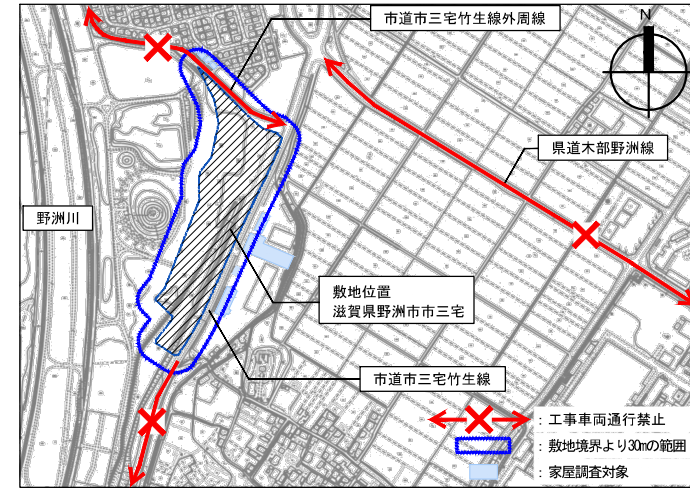 市道市三宅竹生線外周線
N
県道木部野洲線
野洲川
敷地位置
滋賀県野洲市市三宅
市道市三宅竹生線
：工事車両通行禁止
：敷地境界より30mの範囲
：家屋調査対象